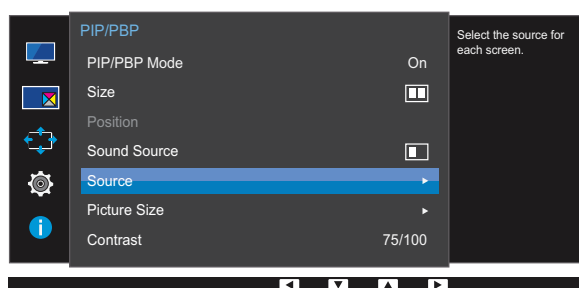 PIP/PBP
PIP/PBP Mode On
Size
Position
Sound Source
Source
Picture Size
Contrast 75/100
Select the source for
each screen.